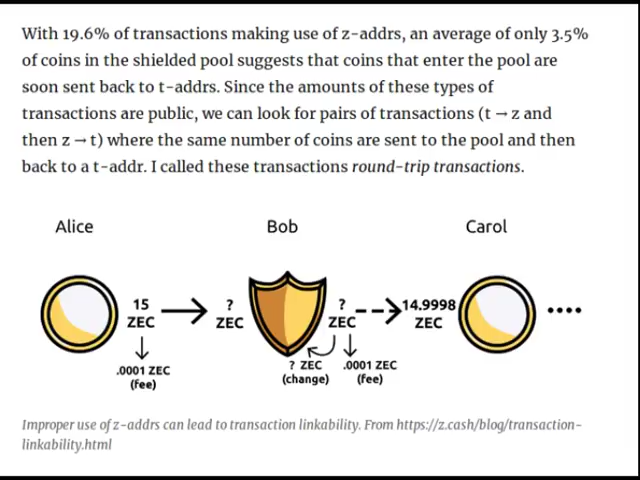 With 19.6% of transactions making use of z-addrs, an average of only 3.5%
of coins in the shielded pool suggests that coins that enter the pool are
soon sent back to t-addrs. Since the amounts of these types of
transactions are public, we can look for pairs of transactions (t → z and
then z → t) where the same number of coins are sent to the pool and then
back to a t-addr. I called these transactions round-trip transactions.
Alice
Bob
Carol
15
ZEC
.0001 ZEC
(fee)
?
ZEC
?
ZEC
? ZEC
(change)
.0001 ZEC
(fee)
14.9998
ZEC
Improper use of z-addrs can lead to transaction linkability. From https://z.cash/blog/transaction-
linkability.html